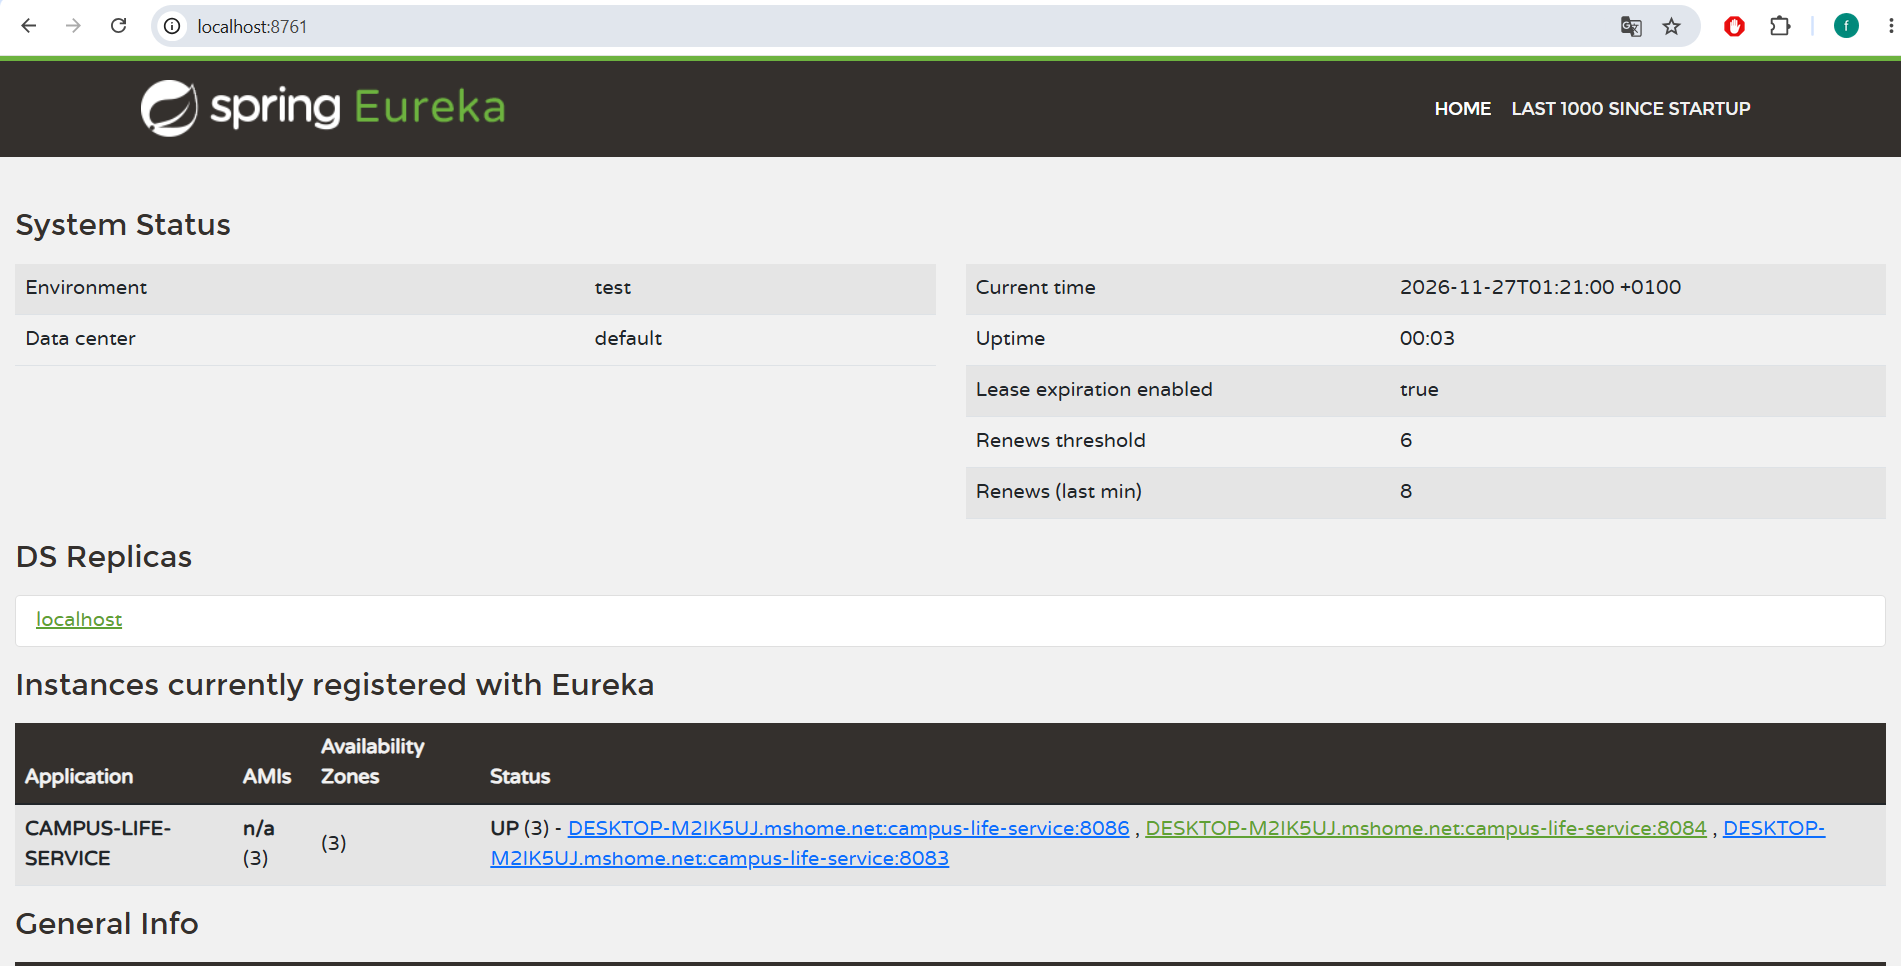 localhost:8761
f
spring Eureka
HOME LAST 1000 SINCE STARTUP
System Status
Environment test
Data center default
Current time 2026-11-27T01:21:00 +0100
Uptime 00:03
Lease expiration enabled true
Renews threshold 6
Renews (last min) 8
DS Replicas
localhost
Instances currently registered with Eureka
Application AMIs Availability Zones Status
CAMPUS-LIFE-SERVICE n/a (3) (3) UP (3) - DESKTOP-M2IK5UJ.mshome.net:campus-life-service:8086 , DESKTOP-M2IK5UJ.mshome.net:campus-life-service:8084 , DESKTOP-
M2IK5UJ.mshome.net:campus-life-service:8083
General Info